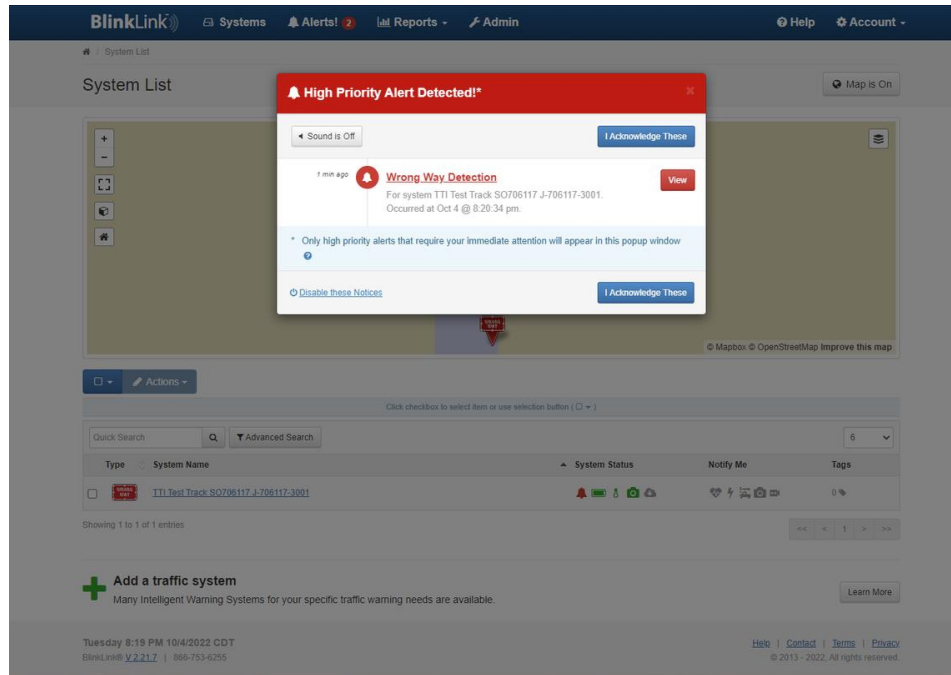 BlinkLink
Systems
Alerts! 2
Reports
Admin
Help
Account
/ System List
System List
Map is On
High Priority Alert Detected!*
×
Sound is Off
I Acknowledge These
1 min ago
Wrong Way Detection
View
For system TTI Test Track SO706117 J-706117-3001.
Occurred at Oct 4 @ 8:20:34 pm.
* Only high priority alerts that require your immediate attention will appear in this popup window
Disable these Notices
I Acknowledge These
+
−
WRONG WAY
© Mapbox © OpenStreetMap Improve this map
Actions
Click checkbox to select item or use selection button ( )
Quick Search
Advanced Search
6
Type
System Name
System Status
Notify Me
Tags
WRONG WAY
TTI Test Track SO706117 J-706117-3001
0
Showing 1 to 1 of 1 entries
<< < 1 > >>
Add a traffic system
Many Intelligent Warning Systems for your specific traffic warning needs are available.
Learn More
Tuesday 8:19 PM 10/4/2022 CDT
BlinkLink® V 2.21.7 | 866-753-6255
Help | Contact | Terms | Privacy
© 2013 - 2022, All rights reserved.